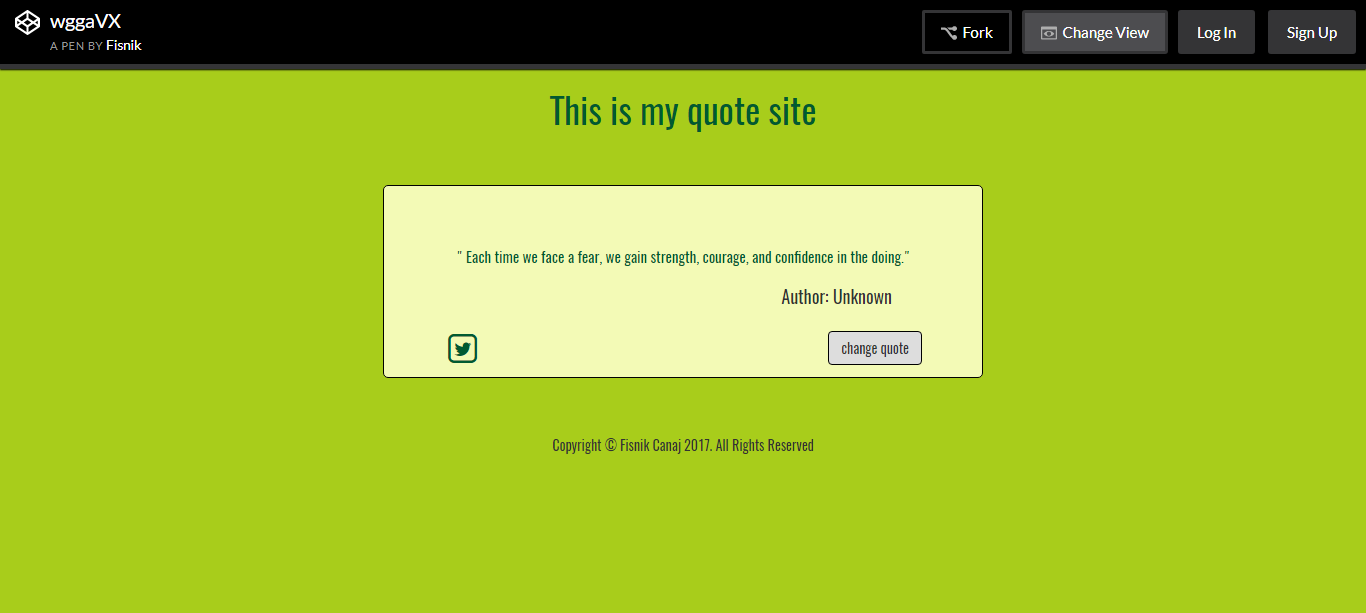 wggaVX
A PEN BY Fisnik
Fork
Change View
Log In
Sign Up
This is my quote site
" Each time we face a fear, we gain strength, courage, and confidence in the doing."
Author: Unknown
change quote
Copyright © Fisnik Canaj 2017. All Rights Reserved